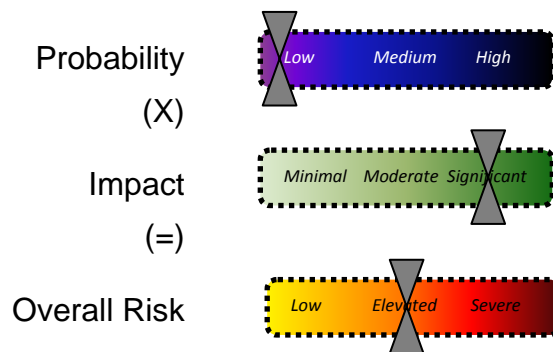 Probability
Low Medium High
(X)
Impact
Minimal Moderate Significant
(=)
Overall Risk
Low Elevated Severe